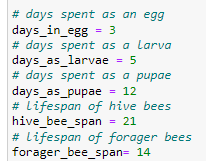 # days spent as an egg
days_in_egg = 3
# days spent as a larva
days_as_larvae = 5
# days spent as a pupae
days_as_pupae = 12
# lifespan of hive bees
hive_bee_span = 21
# lifespan of forager bees
forager_bee_span= 14